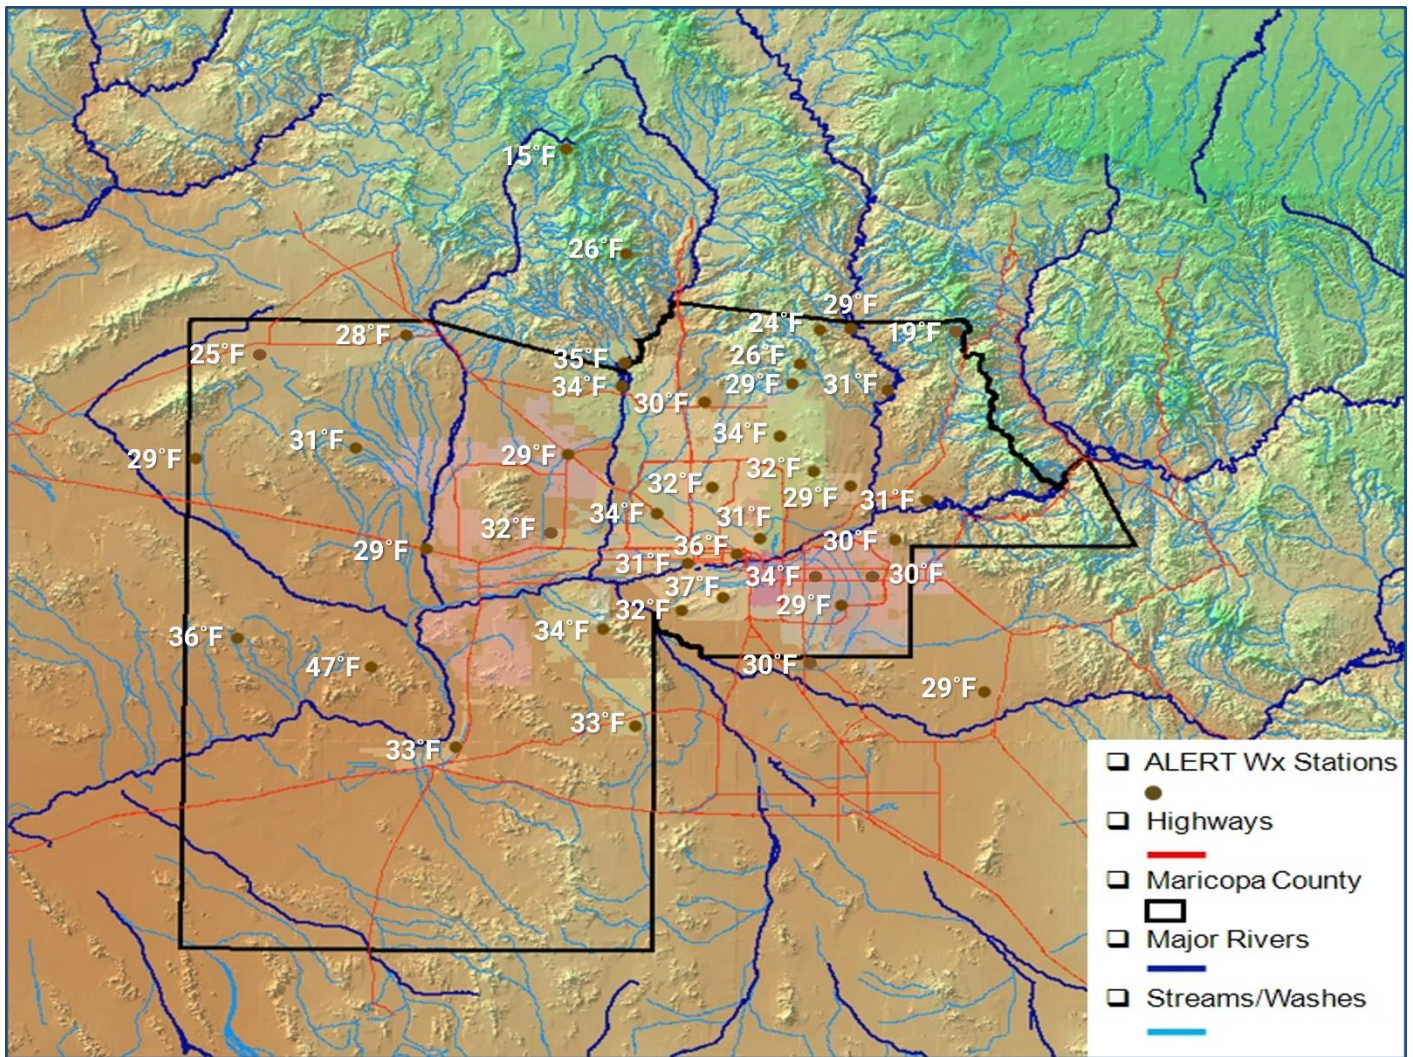 15°F
26°F
29°F
24°F
19°F
28°F
25°F
35°F
26°F
34°F
29°F
31°F
30°F
34°F
31°F
29°F
29°F
32°F
32°F
29°F
31°F
34°F
31°F
32°F
36°F
30°F
29°F
31°F
34°F
30°F
37°F
32°F
29°F
34°F
36°F
47°F
30°F
29°F
33°F
33°F
ALERT Wx Stations
Highways
Maricopa County
Major Rivers
Streams/Washes